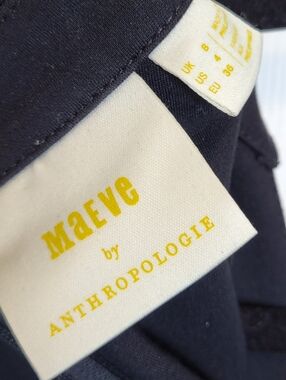 UK 8
US 4
EU 36
MaEVe
by
ANTHROPOLOGIE